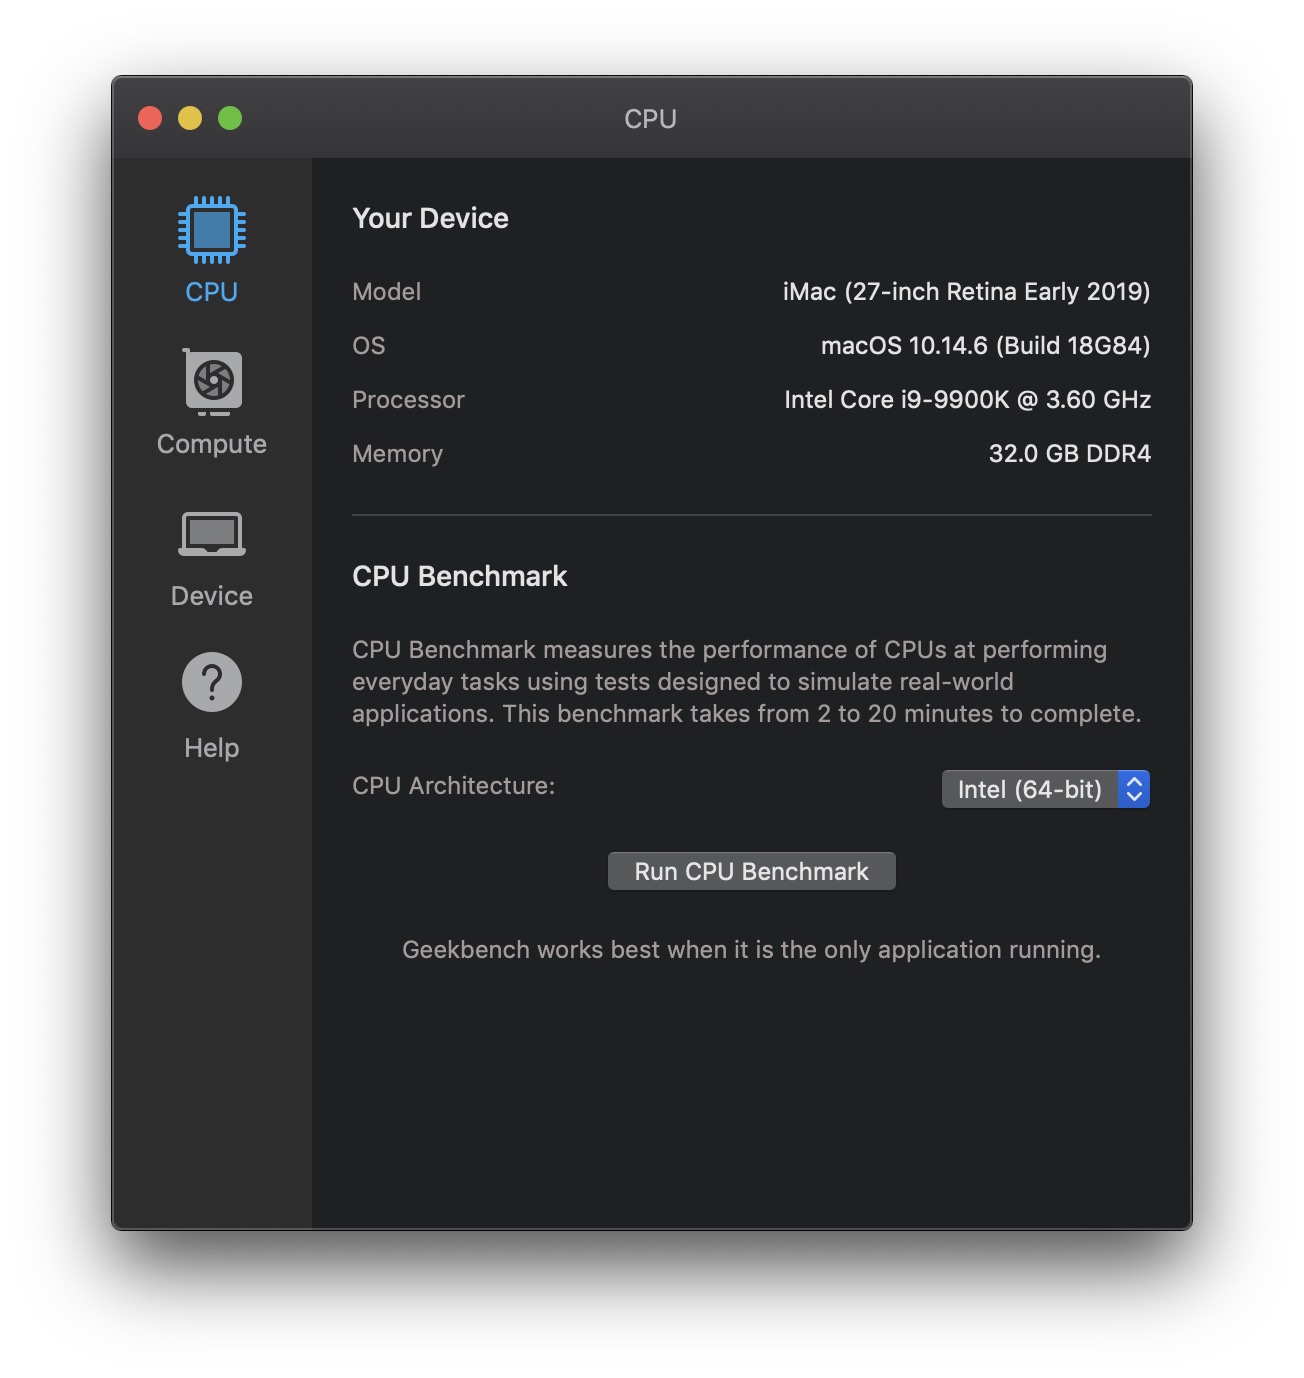 CPU
CPU
Compute
Device
Help
Your Device
Model iMac (27-inch Retina Early 2019)
OS macOS 10.14.6 (Build 18G84)
Processor Intel Core i9-9900K @ 3.60 GHz
Memory 32.0 GB DDR4
CPU Benchmark
CPU Benchmark measures the performance of CPUs at performing
everyday tasks using tests designed to simulate real-world
applications. This benchmark takes from 2 to 20 minutes to complete.
CPU Architecture: Intel (64-bit)
Run CPU Benchmark
Geekbench works best when it is the only application running.